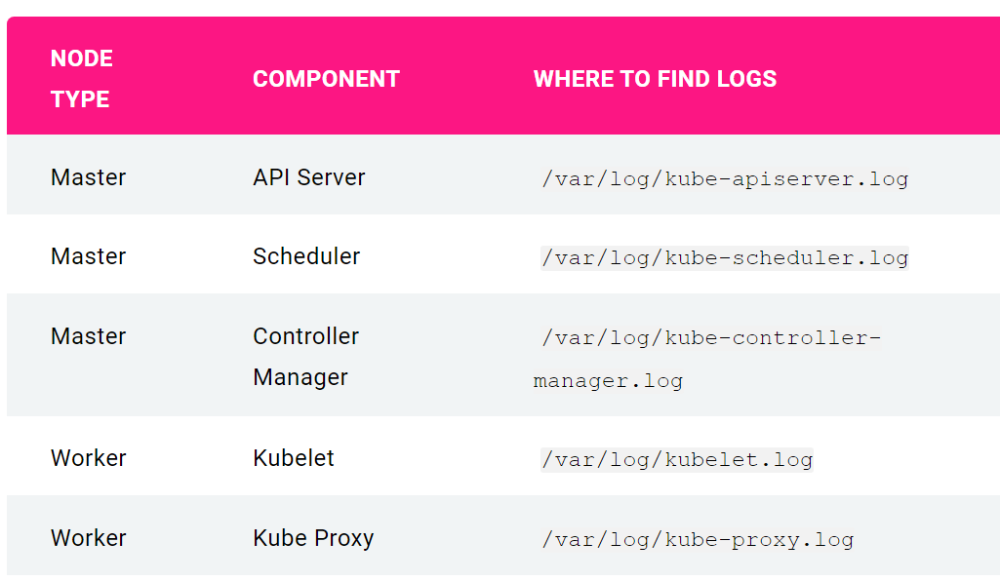 NODE
TYPE
COMPONENT
WHERE TO FIND LOGS
Master
API Server
/var/log/kube-apiserver.log
Master
Scheduler
/var/log/kube-scheduler.log
Master
Controller
Manager
/var/log/kube-controller-
manager.log
Worker
Kubelet
/var/log/kubelet.log
Worker
Kube Proxy
/var/log/kube-proxy.log